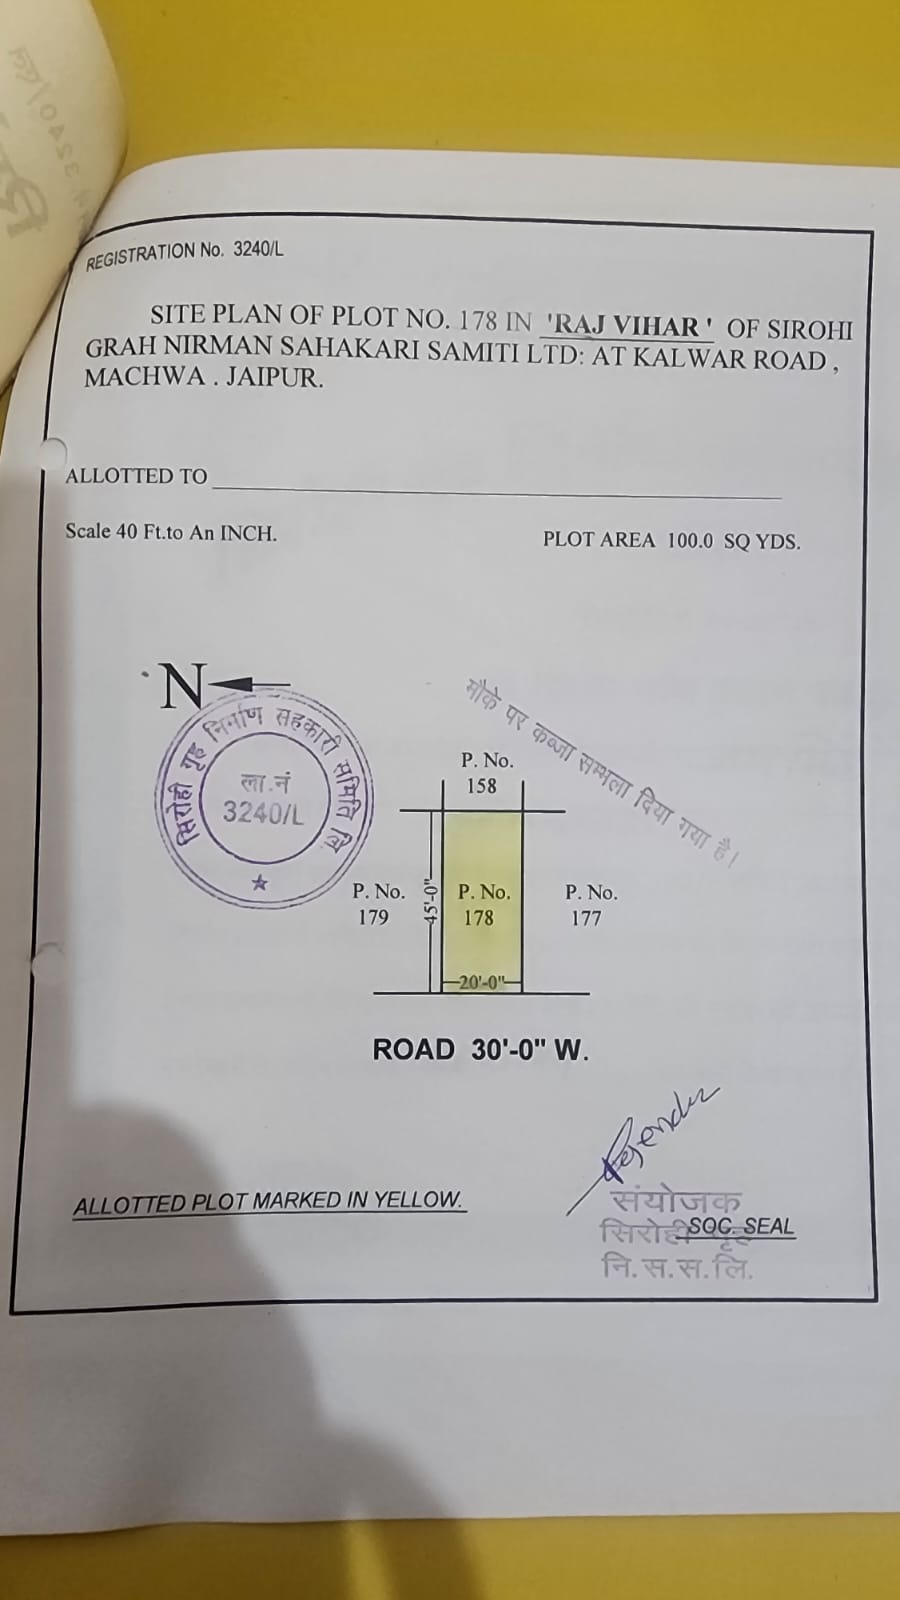 REGISTRATION No. 3240/L
SITE PLAN OF PLOT NO. 178 IN 'RAJ VIHAR' OF SIROHI
GRAH NIRMAN SAHAKARI SAMITI LTD: AT KALWAR ROAD ,
MACHWA . JAIPUR.
ALLOTTED TO
Scale 40 Ft.to An INCH.
PLOT AREA 100.0 SQ YDS.
N
सिरोही गृह निर्माण सहकारी समिति लि.
ला.नं
3240/L
मौके पर कब्जा सम्भला दिया गया है।
P. No.
158
P. No.
179
45'-0"
P. No.
178
P. No.
177
20'-0"
ROAD 30'-0" W.
ALLOTTED PLOT MARKED IN YELLOW.
संयोजक
सिरोही गृह
SOC. SEAL
नि.स.स.लि.